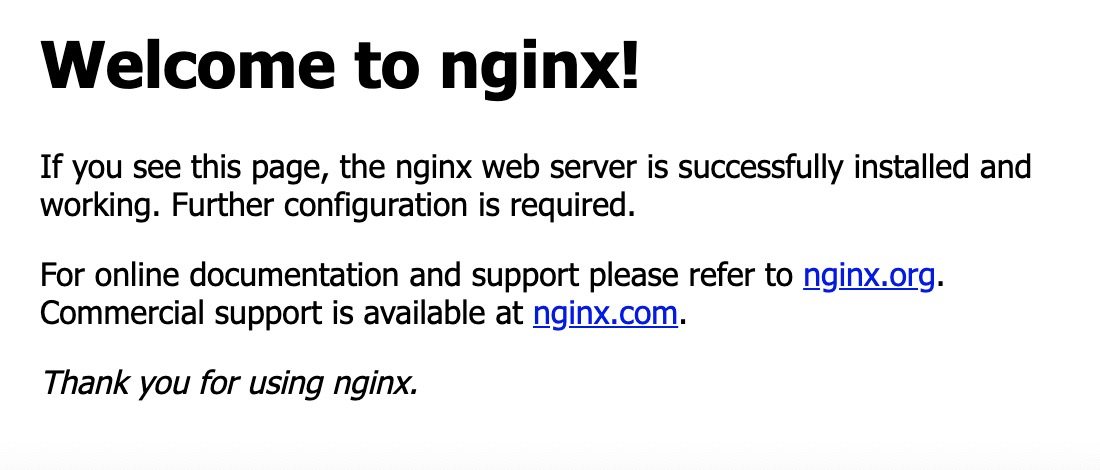 Welcome to nginx!
If you see this page, the nginx web server is successfully installed and
working. Further configuration is required.
For online documentation and support please refer to nginx.org.
Commercial support is available at nginx.com.
Thank you for using nginx.